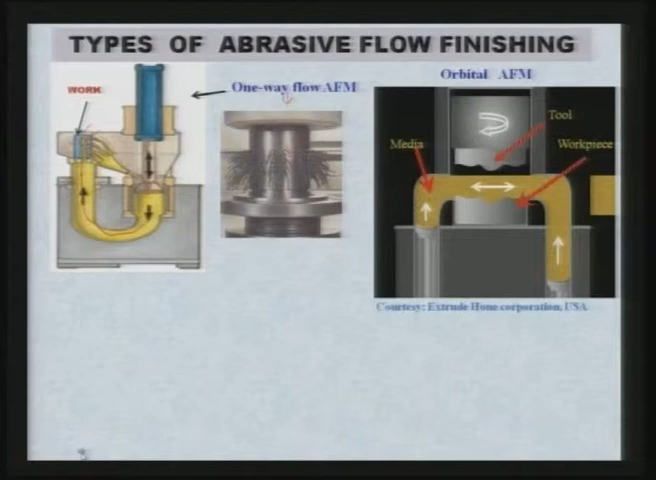 TYPES OF ABRASIVE FLOW FINISHING
WORK
One-way flow AFM
Orbital AFM
Tool
Media
Workpiece
Courtesy: Extrude Hone corporation, USA